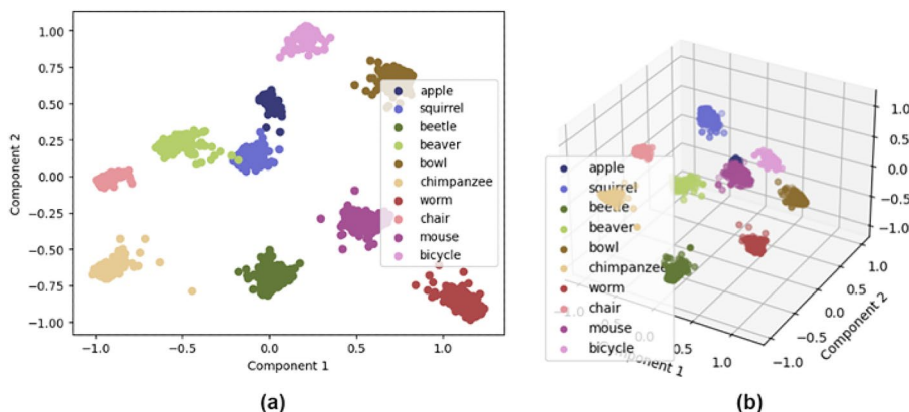 1.00
0.75
0.50
0.25
0.00
−0.25
−0.50
−0.75
−1.00
Component 2
−1.0
−0.5
0.0
0.5
1.0
Component 1
apple
squirrel
beetle
beaver
bowl
chimpanzee
worm
chair
mouse
bicycle
(a)
apple
squirrel
beetle
beaver
bowl
chimpanzee
worm
chair
mouse
bicycle
1.0
0.5
0.0
−0.5
−1.0
1.0
0.5
0.0
−0.5
−1.0
Component 2
−1.0
−0.5
0.0
0.5
1.0
Component 1
(b)